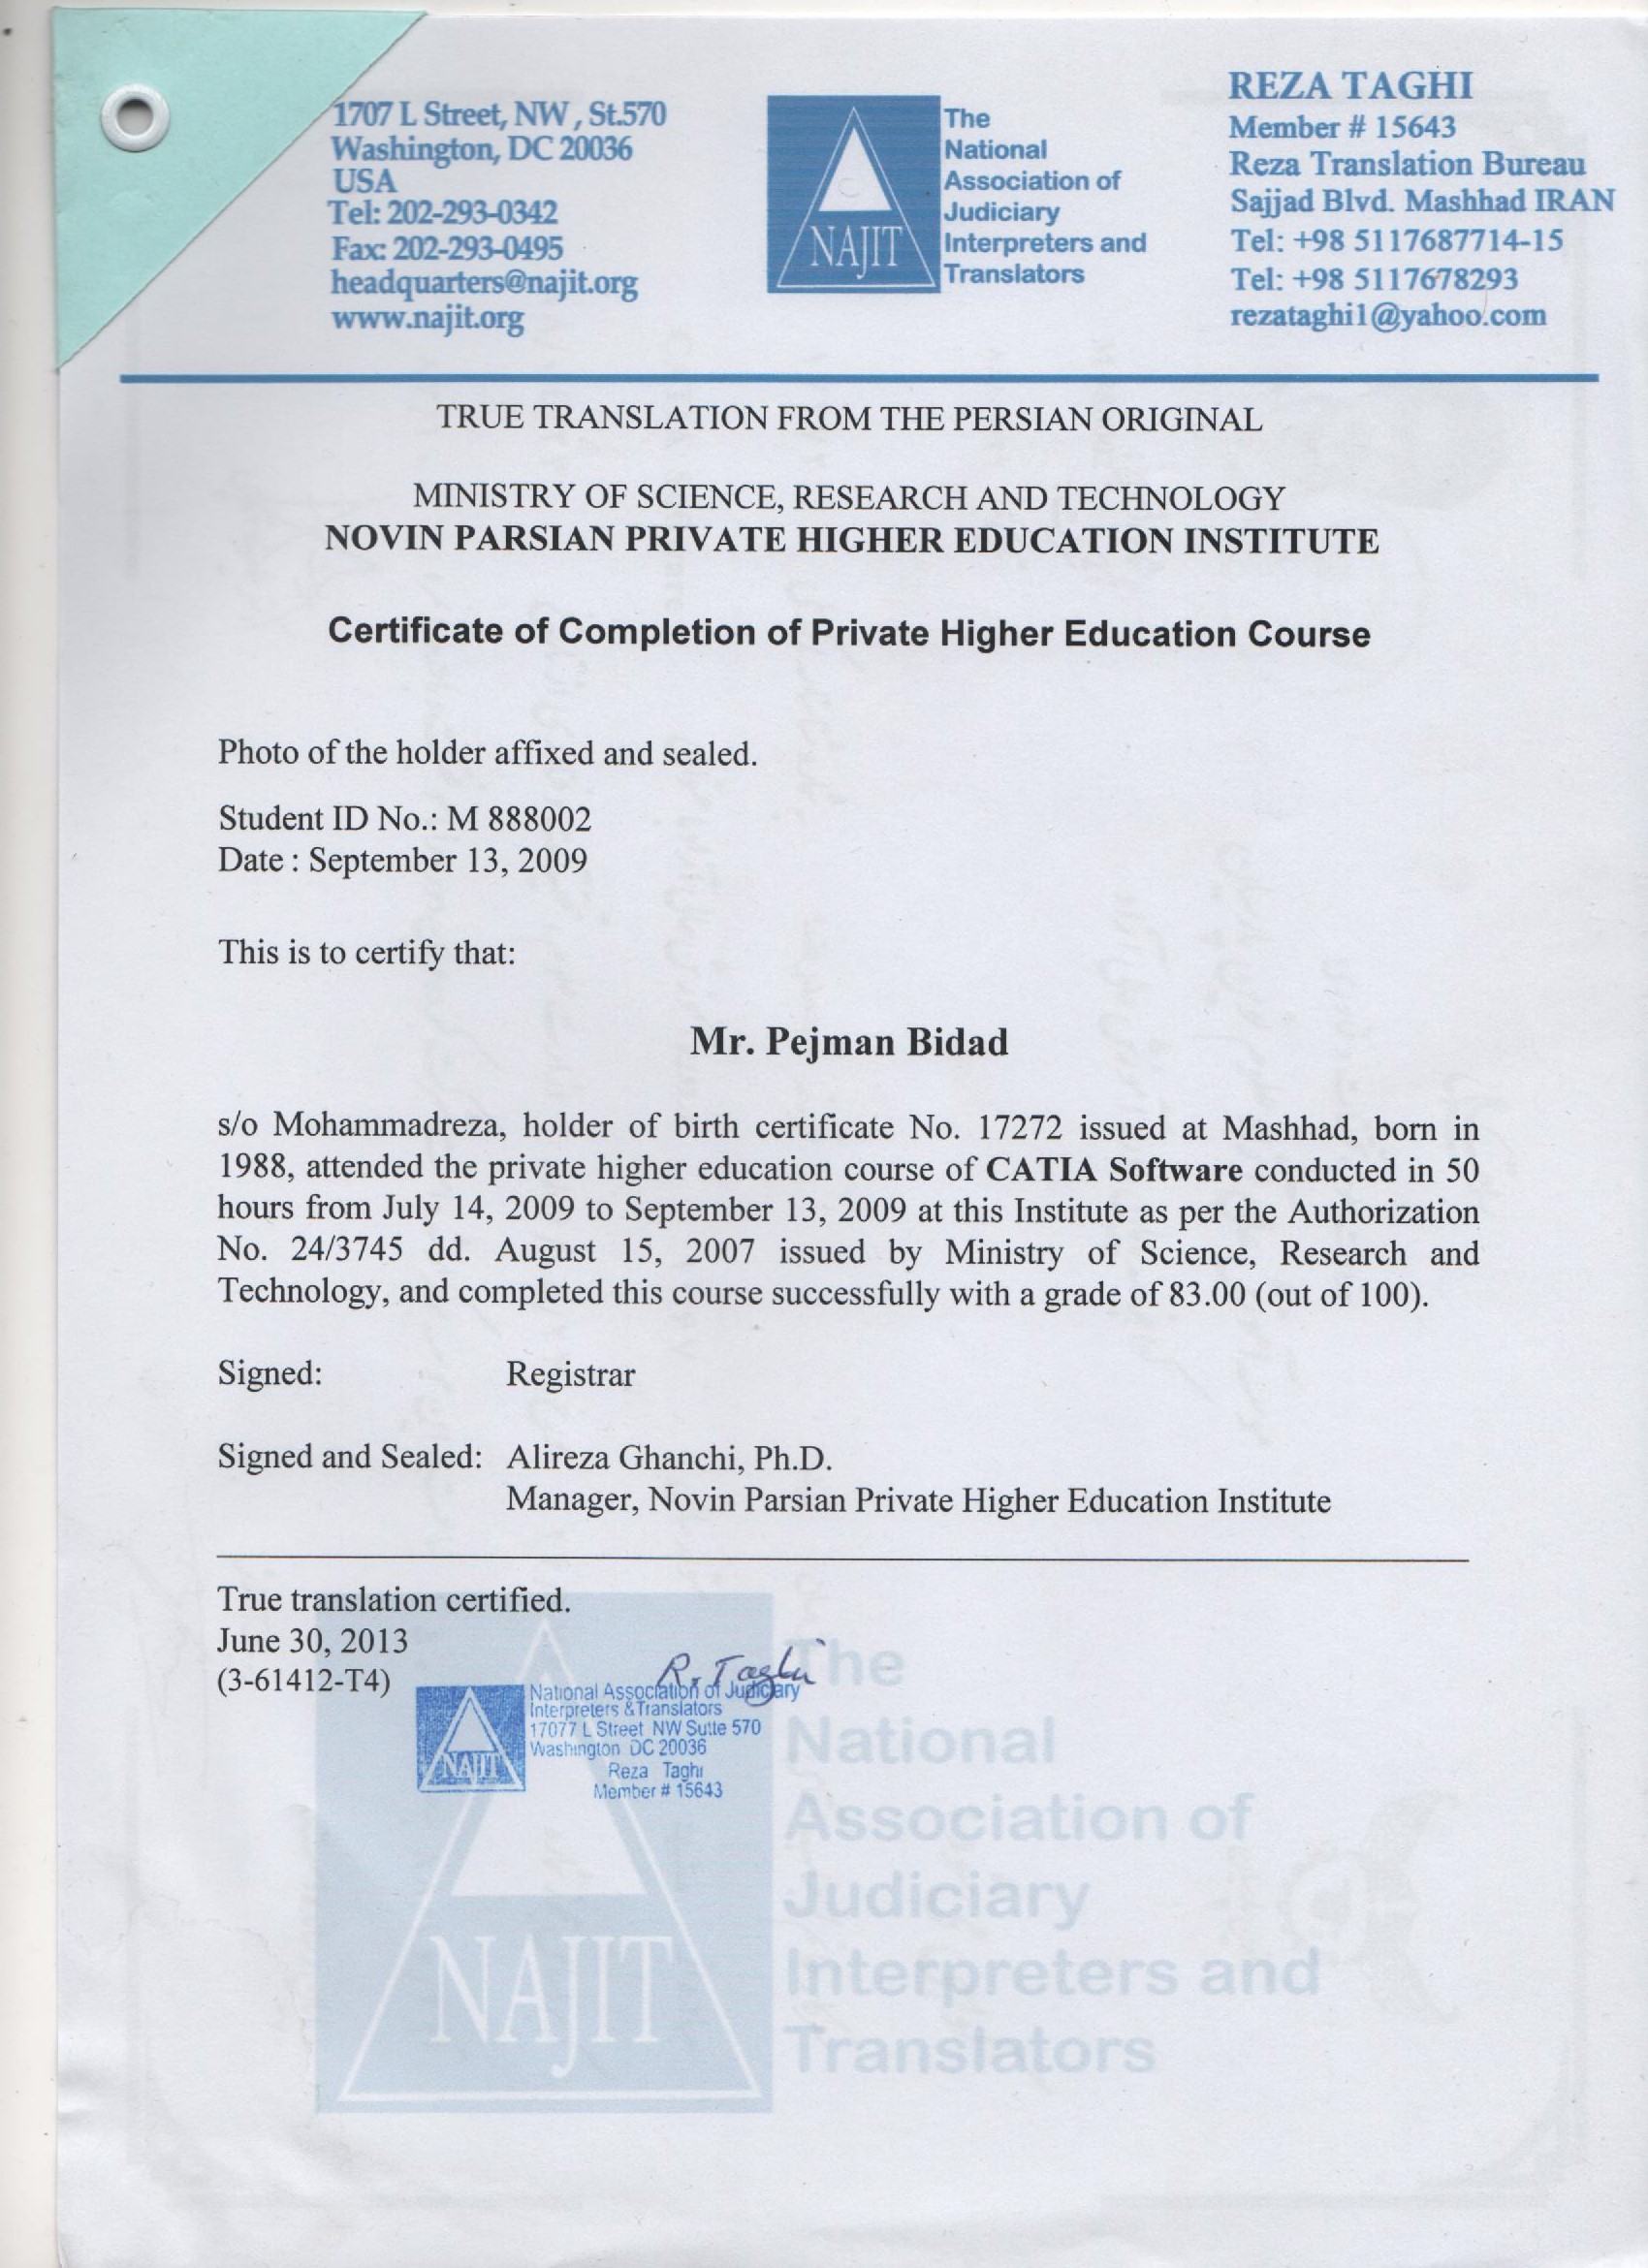 1707 L Street, NW , St.570
Washington, DC 20036
USA
Tel: 202-293-0342
Fax: 202-293-0495
headquarters@najit.org
www.najit.org
NAJIT
The
National
Association of
Judiciary
Interpreters and
Translators
REZA TAGHI
Member # 15643
Reza Translation Bureau
Sajjad Blvd. Mashhad IRAN
Tel: +98 5117687714-15
Tel: +98 5117678293
rezataghi1@yahoo.com
TRUE TRANSLATION FROM THE PERSIAN ORIGINAL
MINISTRY OF SCIENCE, RESEARCH AND TECHNOLOGY
NOVIN PARSIAN PRIVATE HIGHER EDUCATION INSTITUTE
Certificate of Completion of Private Higher Education Course
Photo of the holder affixed and sealed.
Student ID No.: M 888002
Date : September 13, 2009
This is to certify that:
Mr. Pejman Bidad
s/o Mohammadreza, holder of birth certificate No. 17272 issued at Mashhad, born in
1988, attended the private higher education course of CATIA Software conducted in 50
hours from July 14, 2009 to September 13, 2009 at this Institute as per the Authorization
No. 24/3745 dd. August 15, 2007 issued by Ministry of Science, Research and
Technology, and completed this course successfully with a grade of 83.00 (out of 100).
Signed: Registrar
Signed and Sealed: Alireza Ghanchi, Ph.D.
Manager, Novin Parsian Private Higher Education Institute
True translation certified.
June 30, 2013
(3-61412-T4)
R. Taghi
NAJIT
National Association of Judiciary
Interpreters & Translators
17077 L Street NW Suite 570
Washington DC 20036
Reza Taghi
Member # 15643
NAJIT
The
National
Association of
Judiciary
Interpreters and
Translators